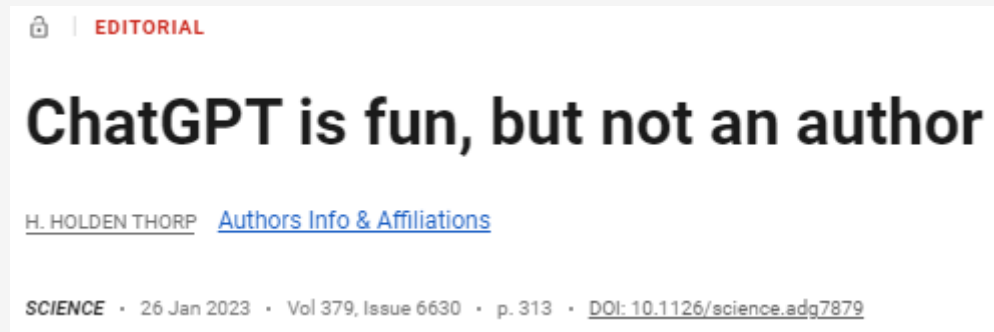 EDITORIAL
ChatGPT is fun, but not an author
H. HOLDEN THORP Authors Info & Affiliations
SCIENCE · 26 Jan 2023 · Vol 379, Issue 6630 · p. 313 · DOI: 10.1126/science.adg7879